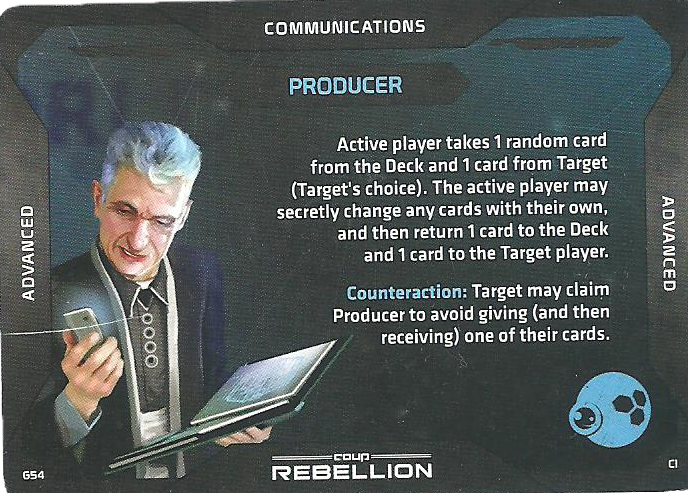 COMMUNICATIONS
PRODUCER
Active player takes 1 random card
from the Deck and 1 card from Target
(Target's choice). The active player may
secretly change any cards with their own,
and then return 1 card to the Deck
and 1 card to the Target player.
Counteraction: Target may claim
Producer to avoid giving (and then
receiving) one of their cards.
ADVANCED
ADVANCED
G54
COUP
REBELLION
C1